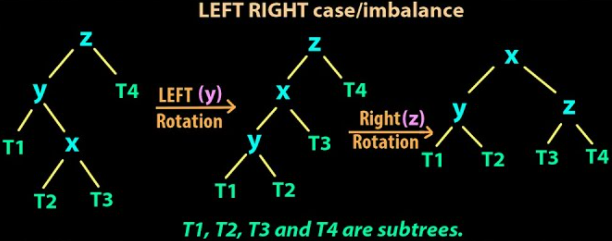 LEFT RIGHT case/imbalance
z
y
T4
T1
x
T2
T3
LEFT (y)
Rotation
z
x
T4
y
T3
T1
T2
Right(z)
Rotation
x
y
z
T1
T2
T3
T4
T1, T2, T3 and T4 are subtrees.